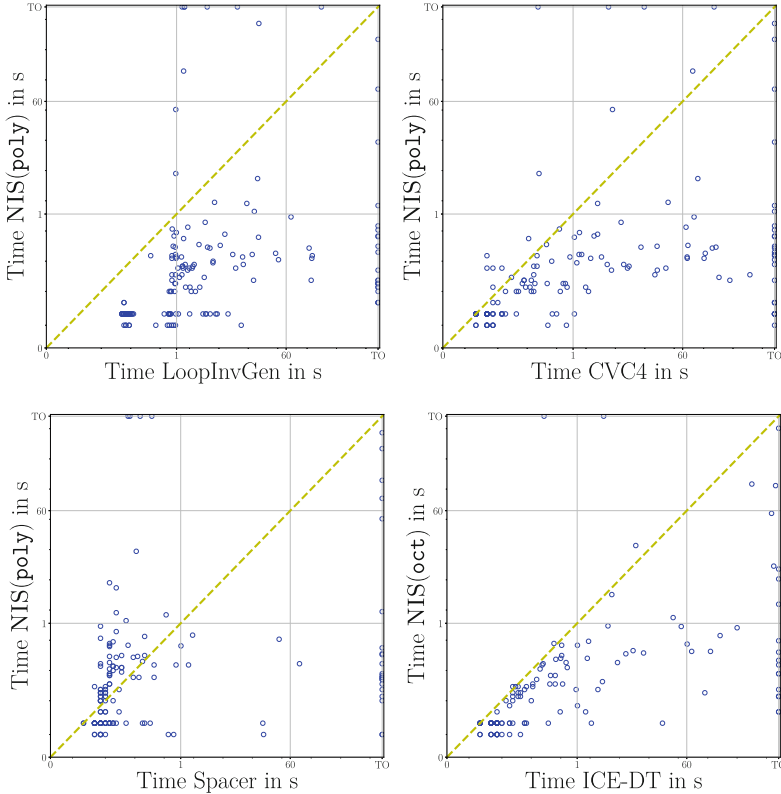 TO
60
1
0
0
1
60
TO
Time NIS(poly) in s
Time LoopInvGen in s
TO
60
1
0
0
1
60
TO
Time NIS(poly) in s
Time CVC4 in s
TO
60
1
0
0
1
60
TO
Time NIS(poly) in s
Time Spacer in s
TO
60
1
0
0
1
60
TO
Time NIS(oct) in s
Time ICE-DT in s